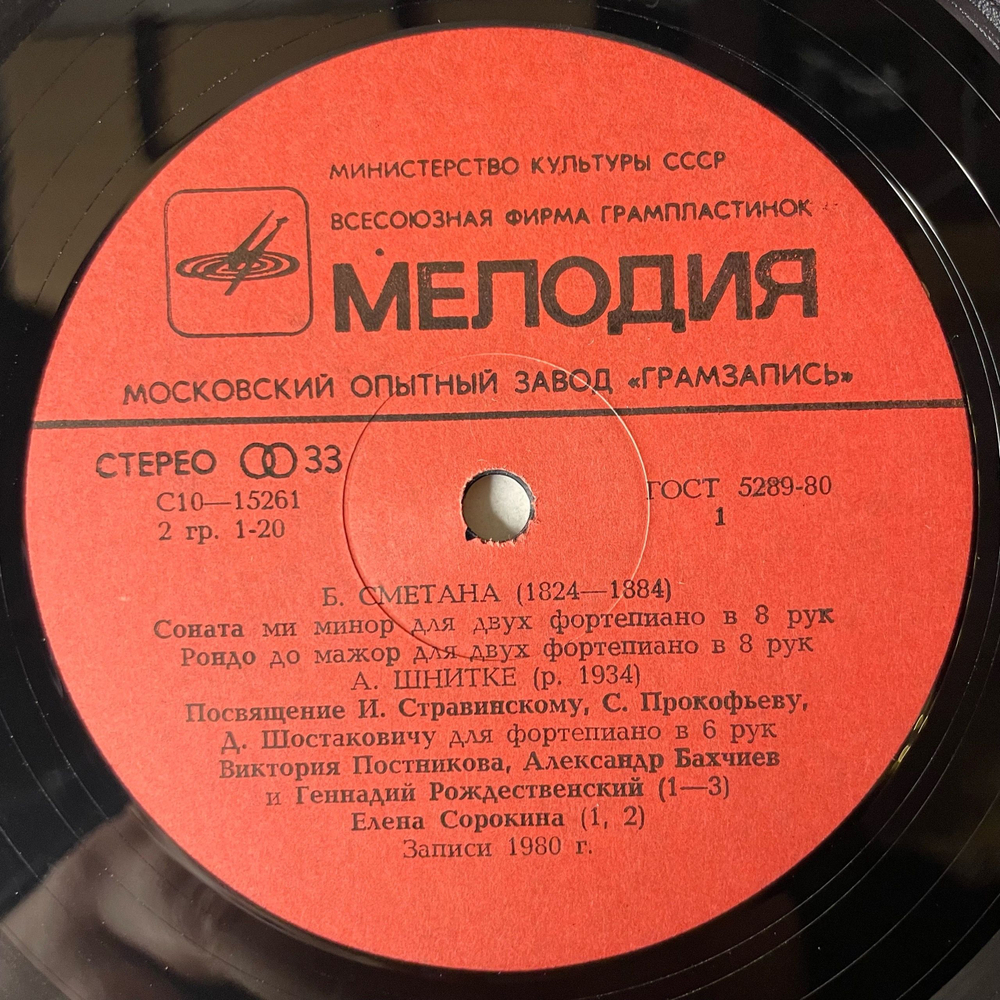 МИНИСТЕРСТВО КУЛЬТУРЫ СССР
ВСЕСОЮЗНАЯ ФИРМА ГРАМПЛАСТИНОК
МЕЛОДИЯ
МОСКОВСКИЙ ОПЫТНЫЙ ЗАВОД «ГРАМЗАПИСЬ»
СТЕРЕО 33
С10—15261
2 гр. 1-20
ГОСТ 5289-80
1
Б. СМЕТАНА (1824—1884)
Соната ми минор для двух фортепиано в 8 рук
Рондо до мажор для двух фортепиано в 8 рук
А. ШНИТКЕ (р. 1934)
Посвящение И. Стравинскому, С. Прокофьеву,
Д. Шостаковичу для фортепиано в 6 рук
Виктория Постникова, Александр Бахчиев
и Геннадий Рождественский (1—3)
Елена Сорокина (1, 2)
Записи 1980 г.